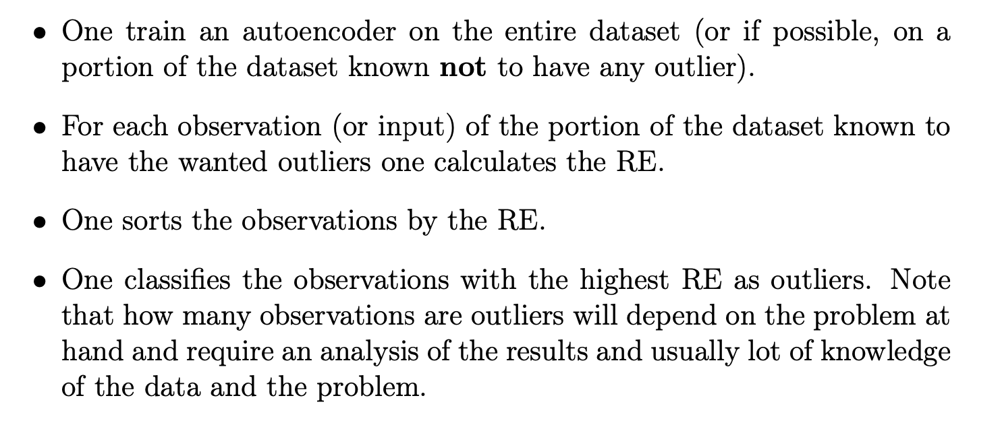 • One train an autoencoder on the entire dataset (or if possible, on a
portion of the dataset known not to have any outlier).
• For each observation (or input) of the portion of the dataset known to
have the wanted outliers one calculates the RE.
• One sorts the observations by the RE.
• One classifies the observations with the highest RE as outliers. Note
that how many observations are outliers will depend on the problem at
hand and require an analysis of the results and usually lot of knowledge
of the data and the problem.